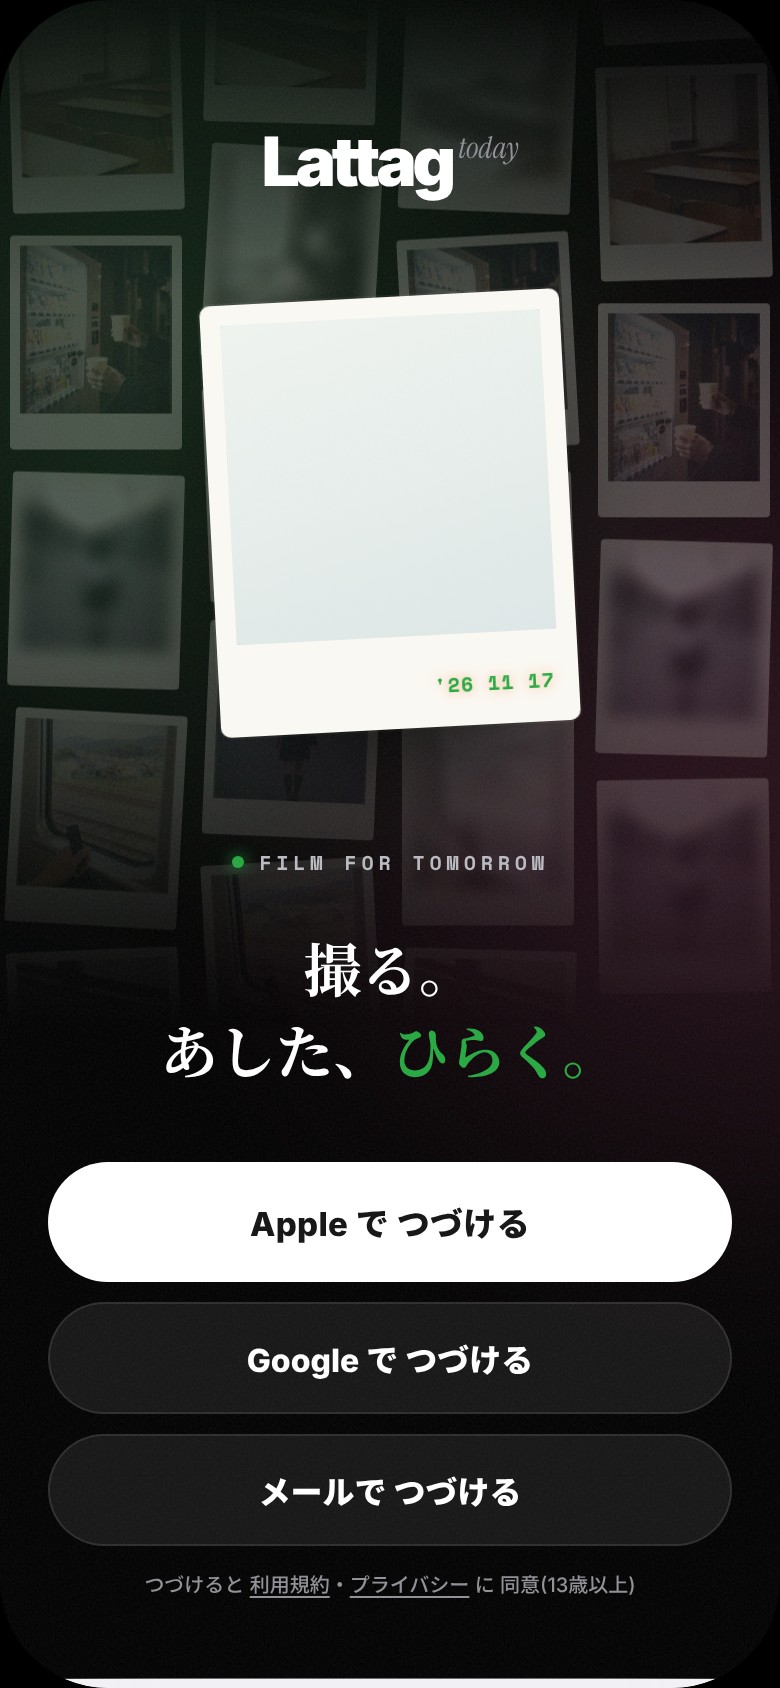 Lattag today
'26 11 17
FILM FOR TOMORROW
撮る。
あした、ひらく。
Apple で つづける
Google で つづける
メールで つづける
つづけると 利用規約・プライバシー に 同意(13歳以上)